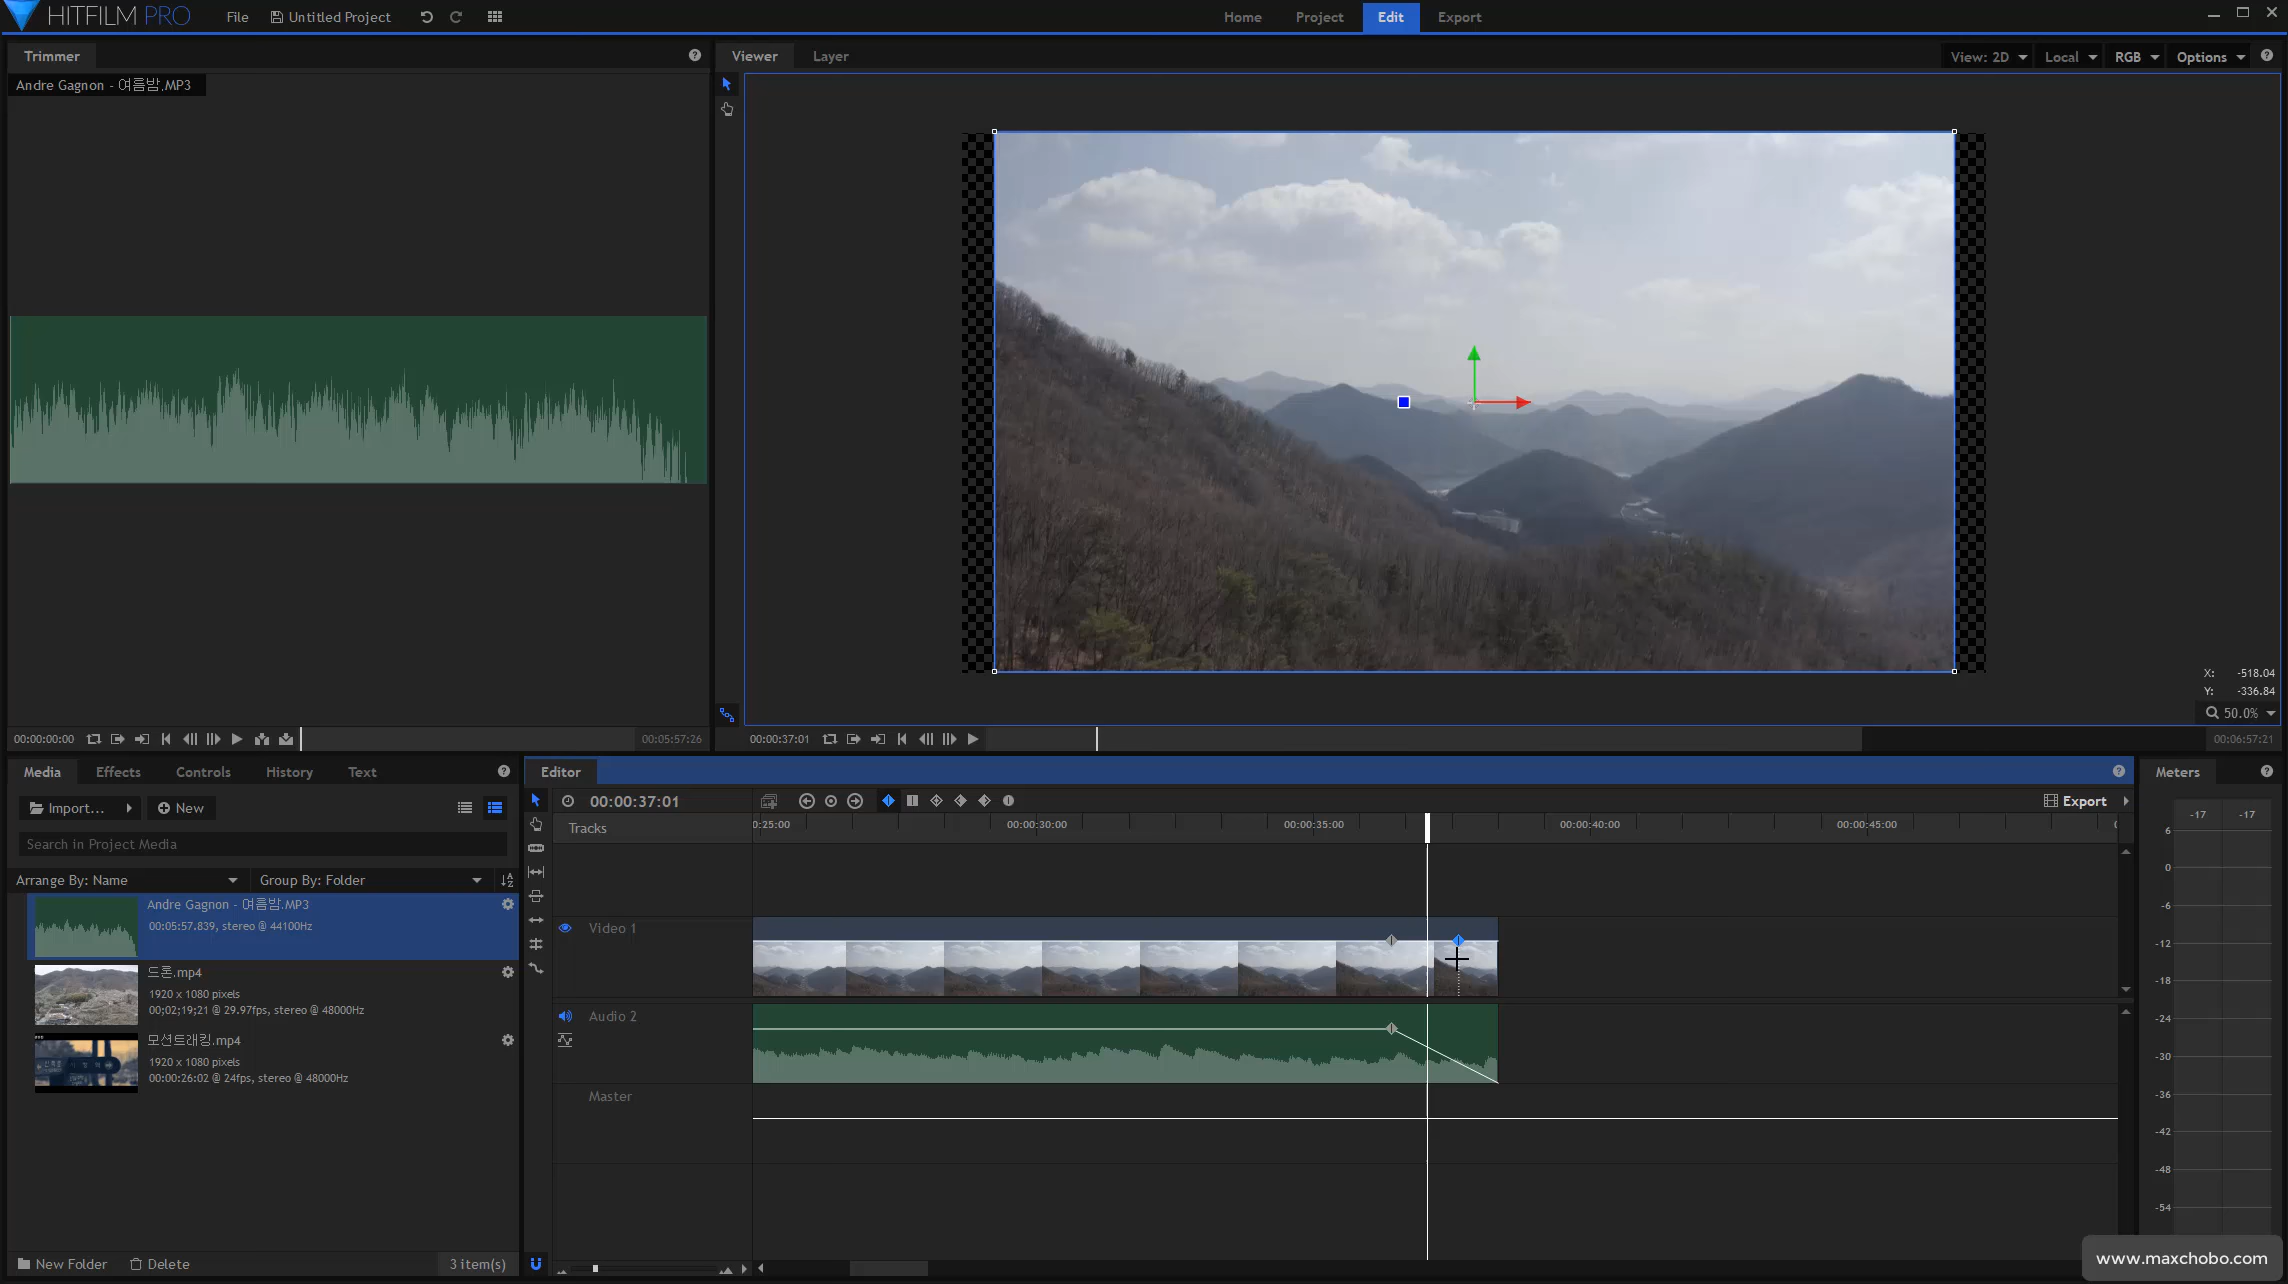 HITFILM PRO
File Untitled Project
Home Project Edit Export
Trimmer
Andre Gagnon - 여름밤.MP3
00:00:00:00
00:05:57:26
Viewer Layer
View: 2D Local RGB Options
X: -518.04
Y: -336.84
50.0%
00:00:37:01
00:06:57:21
Media Effects Controls History Text
Import... New
Search in Project Media
Arrange By: Name Group By: Folder
Andre Gagnon - 여름밤.MP3
00:05:57.839, stereo @ 44100Hz
드론.mp4
1920 x 1080 pixels
00;02;19;21 @ 29.97fps, stereo @ 48000Hz
모션트래킹.mp4
1920 x 1080 pixels
00:00:26:02 @ 24fps, stereo @ 48000Hz
New Folder Delete 3 item(s)
Editor
00:00:37:01
Export
Tracks
0:25:00 00:00:30:00 00:00:35:00 00:00:40:00 00:00:45:00
Video 1
Audio 2
Master
Meters
-17 -17
6
0
-6
-12
-18
-24
-30
-36
-42
-48
-54
www.maxchobo.com